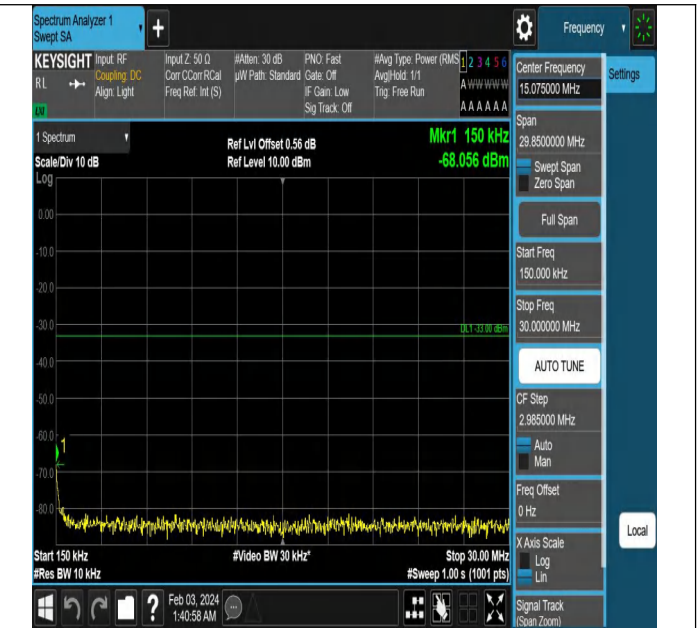 Spectrum Analyzer 1
Swept SA
+
Frequency
KEYSIGHT
RL
LXI
Input: RF
Coupling: DC
Align: Light
Input Z: 50 Ω
Corr CCorr RCal
Freq Ref: Int (S)
#Atten: 30 dB
µW Path: Standard
PNO: Fast
Gate: Off
IF Gain: Low
Sig Track: Off
#Avg Type: Power (RMS
Avg|Hold: 1/1
Trig: Free Run
1 2 3 4 5 6
A W W W W W
A A A A A A
1 Spectrum
Scale/Div 10 dB
Log
Ref Lvl Offset 0.56 dB
Ref Level 10.00 dBm
Mkr1 150 kHz
-68.056 dBm
0.00
-10.0
-20.0
-30.0
DL1 -33.00 dBm
-40.0
-50.0
-60.0
1
-70.0
-80.0
Start 150 kHz
#Res BW 10 kHz
#Video BW 30 kHz*
Stop 30.00 MHz
#Sweep 1.00 s (1001 pts)
Center Frequency
15.075000 MHz
Settings
Span
29.8500000 MHz
Swept Span
Zero Span
Full Span
Start Freq
150.000 kHz
Stop Freq
30.000000 MHz
AUTO TUNE
CF Step
2.985000 MHz
Auto
Man
Freq Offset
0 Hz
X Axis Scale
Log
Lin
Signal Track
(Span Zoom)
Local
?
Feb 03, 2024
1:40:58 AM